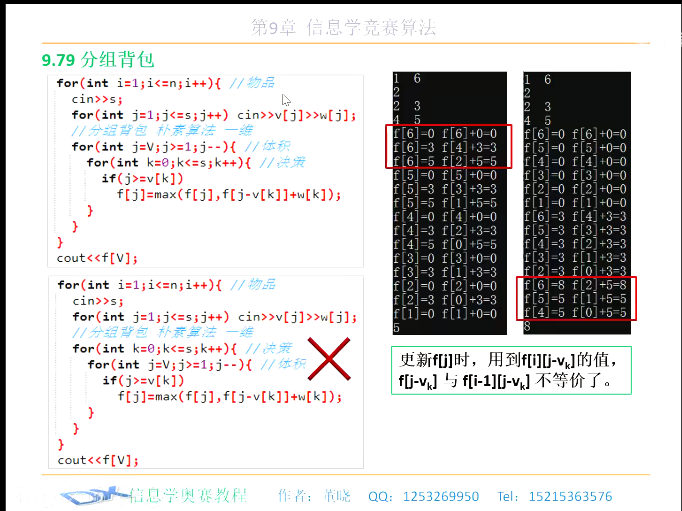 第9章 信息学竞赛算法
9.79 分组背包
for(int i=1;i<=n;i++){ //物品
cin>>s;
for(int j=1;j<=s;j++) cin>>v[j]>>w[j];
//分组背包 朴素算法 一维
for(int j=V;j>=1;j--){ //体积
for(int k=0;k<=s;k++){ //决策
if(j>=v[k])
f[j]=max(f[j],f[j-v[k]]+w[k]);
}
}
}
cout<<f[V];
for(int i=1;i<=n;i++){ //物品
cin>>s;
for(int j=1;j<=s;j++) cin>>v[j]>>w[j];
//分组背包 朴素算法 一维
for(int k=0;k<=s;k++){ //决策
for(int j=V;j>=1;j--){ //体积
if(j>=v[k])
f[j]=max(f[j],f[j-v[k]]+w[k]);
}
}
}
cout<<f[V];
1 6
2
2 3
4 5
f[6]=0 f[6]+0=0
f[6]=3 f[4]+3=3
f[6]=5 f[2]+5=5
f[5]=0 f[5]+0=0
f[5]=3 f[3]+3=3
f[5]=5 f[1]+5=5
f[4]=0 f[4]+0=0
f[4]=3 f[2]+3=3
f[4]=5 f[0]+5=5
f[3]=0 f[3]+0=0
f[3]=3 f[1]+3=3
f[2]=0 f[2]+0=0
f[2]=3 f[0]+3=3
f[1]=0 f[1]+0=0
5
1 6
2
2 3
4 5
f[6]=0 f[6]+0=0
f[5]=0 f[5]+0=0
f[4]=0 f[4]+0=0
f[3]=0 f[3]+0=0
f[2]=0 f[2]+0=0
f[1]=0 f[1]+0=0
f[6]=3 f[4]+3=3
f[5]=3 f[3]+3=3
f[4]=3 f[2]+3=3
f[3]=3 f[1]+3=3
f[2]=3 f[0]+3=3
f[6]=8 f[2]+5=8
f[5]=5 f[1]+5=5
f[4]=5 f[0]+5=5
8
更新f[j]时，用到f[i][j-vk]的值，
f[j-vk] 与 f[i-1][j-vk] 不等价了。
信息学奥赛教程 作者：董晓 QQ：1253269950 Tel：15215363576